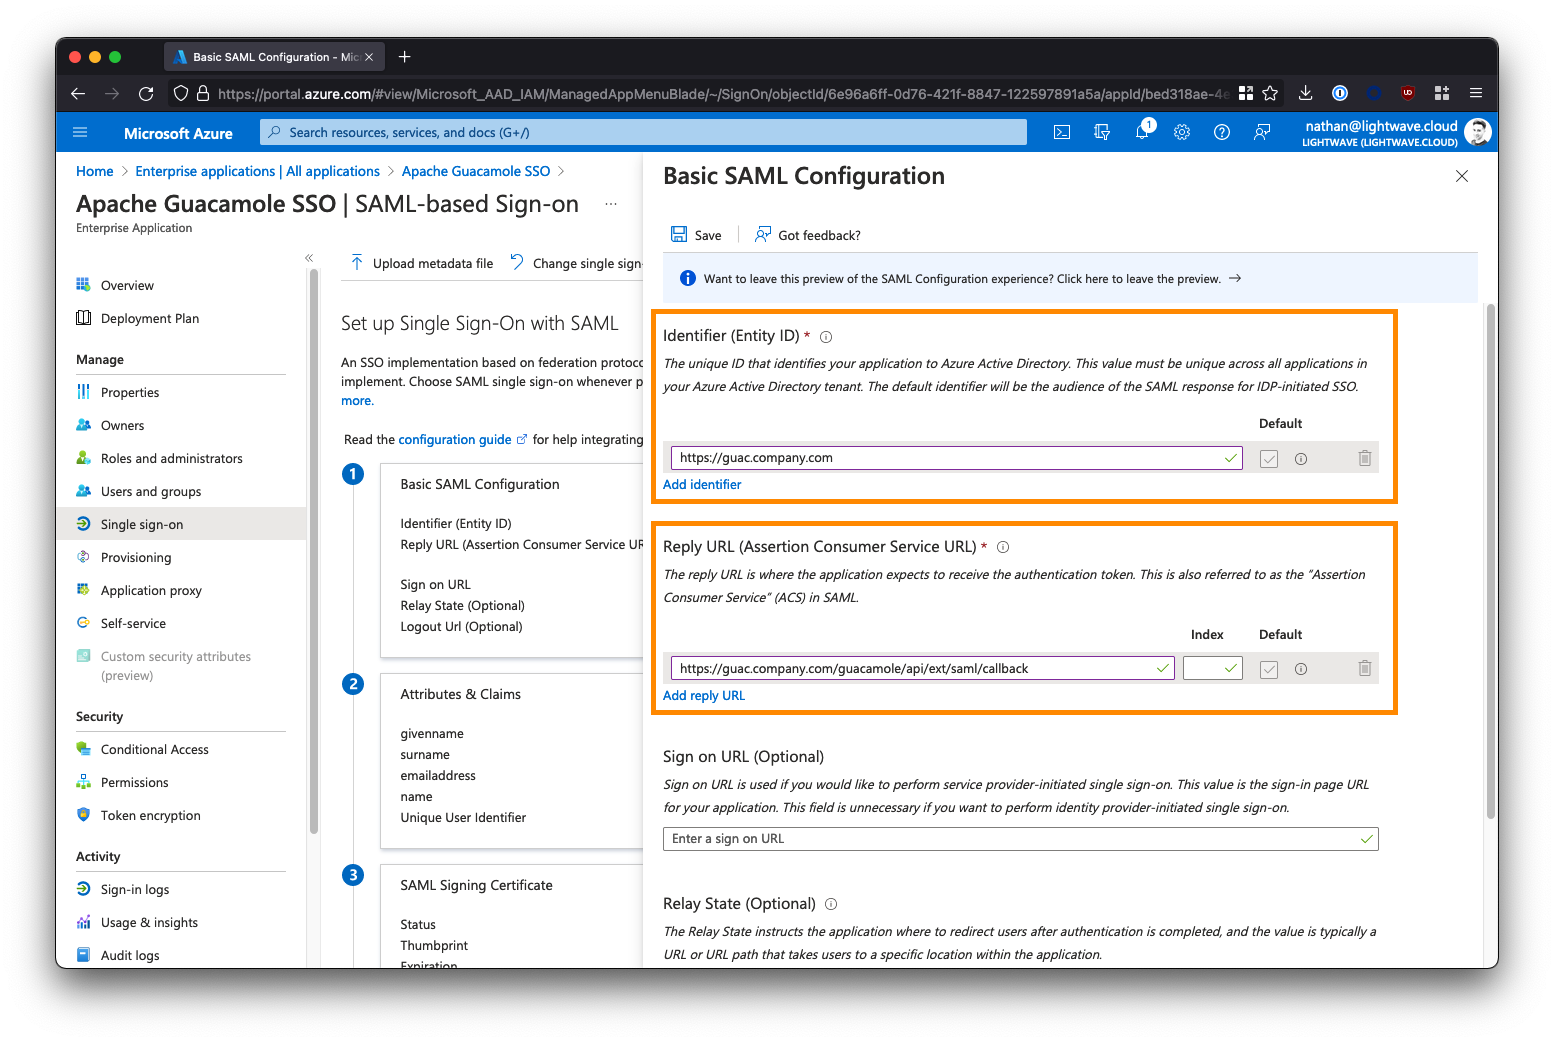 Basic SAML Configuration - Mic
https://portal.azure.com/#view/Microsoft_AAD_IAM/ManagedAppMenuBlade/~/SignOn/objectId/6e96a6ff-0d76-421f-8847-122597891a5a/appId/bed318ae-4e
Microsoft Azure
Search resources, services, and docs (G+/)
1
nathan@lightwave.cloud
LIGHTWAVE (LIGHTWAVE.CLOUD)
Home > Enterprise applications | All applications > Apache Guacamole SSO >
Apache Guacamole SSO | SAML-based Sign-on ...
Enterprise Application
«
Overview
Deployment Plan
Manage
Properties
Owners
Roles and administrators
Users and groups
Single sign-on
Provisioning
Application proxy
Self-service
Custom security attributes
(preview)
Security
Conditional Access
Permissions
Token encryption
Activity
Sign-in logs
Usage & insights
Audit logs
Upload metadata file
Change single sign-
Set up Single Sign-On with SAML
An SSO implementation based on federation protoco
implement. Choose SAML single sign-on whenever p
more.
Read the configuration guide for help integrating
1
Basic SAML Configuration
Identifier (Entity ID)
Reply URL (Assertion Consumer Service UR
Sign on URL
Relay State (Optional)
Logout Url (Optional)
2
Attributes & Claims
givenname
surname
emailaddress
name
Unique User Identifier
3
SAML Signing Certificate
Status
Thumbprint
Expiration
Basic SAML Configuration
Save
Got feedback?
Want to leave this preview of the SAML Configuration experience? Click here to leave the preview. →
Identifier (Entity ID) *
The unique ID that identifies your application to Azure Active Directory. This value must be unique across all applications in
your Azure Active Directory tenant. The default identifier will be the audience of the SAML response for IDP-initiated SSO.
Default
https://guac.company.com
Add identifier
Reply URL (Assertion Consumer Service URL) *
The reply URL is where the application expects to receive the authentication token. This is also referred to as the “Assertion
Consumer Service” (ACS) in SAML.
Index Default
https://guac.company.com/guacamole/api/ext/saml/callback
Add reply URL
Sign on URL (Optional)
Sign on URL is used if you would like to perform service provider-initiated single sign-on. This value is the sign-in page URL
for your application. This field is unnecessary if you want to perform identity provider-initiated single sign-on.
Enter a sign on URL
Relay State (Optional)
The Relay State instructs the application where to redirect users after authentication is completed, and the value is typically a
URL or URL path that takes users to a specific location within the application.